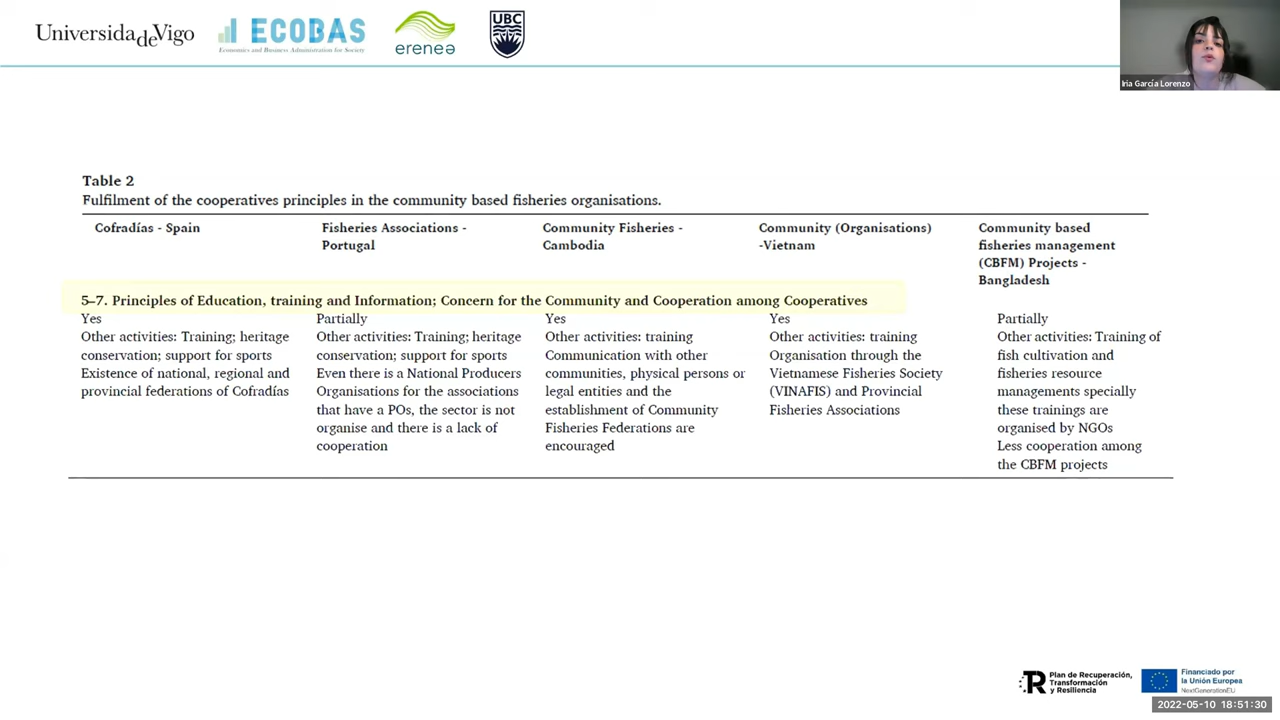 UniversidadeVigo
ECOBAS
Economics and Business Administration for Society
erenea
UBC
Iria García Lorenzo
Table 2
Fulfilment of the cooperatives principles in the community based fisheries organisations.
Cofradías - Spain
Fisheries Associations -
Portugal
Community Fisheries -
Cambodia
Community (Organisations)
-Vietnam
Community based
fisheries management
(CBFM) Projects -
Bangladesh
5–7. Principles of Education, training and Information; Concern for the Community and Cooperation among Cooperatives
Yes
Other activities: Training; heritage
conservation; support for sports
Existence of national, regional and
provincial federations of Cofradías
Partially
Other activities: Training; heritage
conservation; support for sports
Even there is a National Producers
Organisations for the associations
that have a POs, the sector is not
organise and there is a lack of
cooperation
Yes
Other activities: training
Communication with other
communities, physical persons or
legal entities and the
establishment of Community
Fisheries Federations are
encouraged
Yes
Other activities: training
Organisation through the
Vietnamese Fisheries Society
(VINAFIS) and Provincial
Fisheries Associations
Partially
Other activities: Training of
fish cultivation and
fisheries resource
managements specially
these trainings are
organised by NGOs
Less cooperation among
the CBFM projects
Plan de Recuperación,
Transformación
y Resiliencia
Financiado por
la Unión Europea
NextGenerationEU
2022-05-10 18:51:30